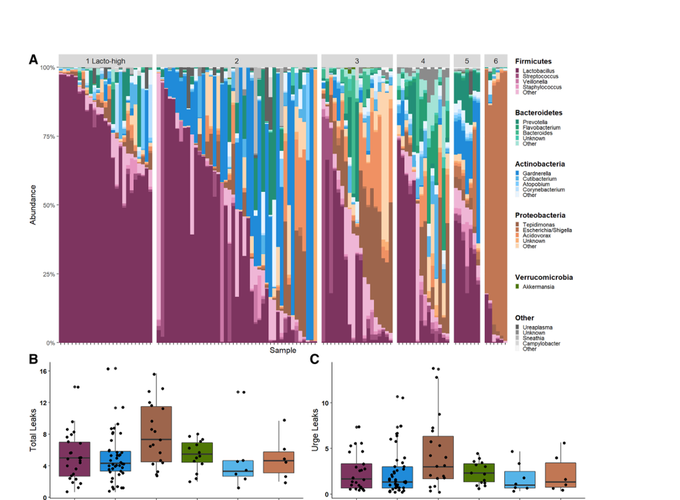 A
1 Lacto-high
2
3
4
5
6
100%
75%
50%
25%
0%
Abundance
Sample
Firmicutes
Lactobacillus
Streptococcus
Veillonella
Staphylococcus
Other
Bacteroidetes
Prevotella
Flavobacterium
Bacteroides
Unknown
Other
Actinobacteria
Gardnerella
Cutibacterium
Atopobium
Corynebacterium
Other
Proteobacteria
Tepidimonas
Escherichia/Shigella
Acidovorax
Unknown
Other
Verrucomicrobia
Akkermansia
Other
Ureaplasma
Unknown
Sneathia
Campylobacter
Other
B
16
12
8
4
0
Total Leaks
C
10
5
0
Urge Leaks